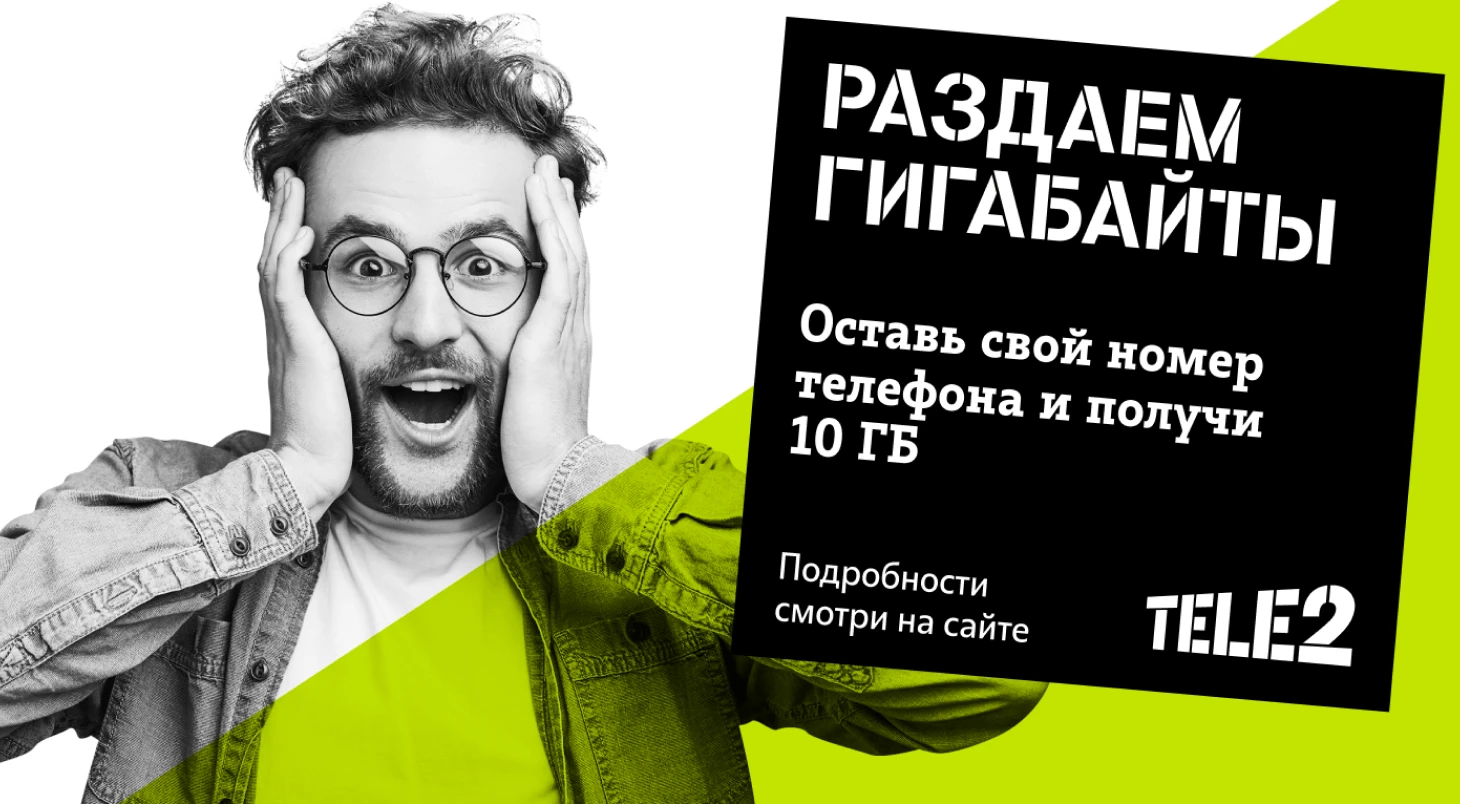 РАЗДАЕМ
ГИГАБАЙТЫ
Оставь свой номер
телефона и получи
10 ГБ
Подробности
смотри на сайте
TELE2